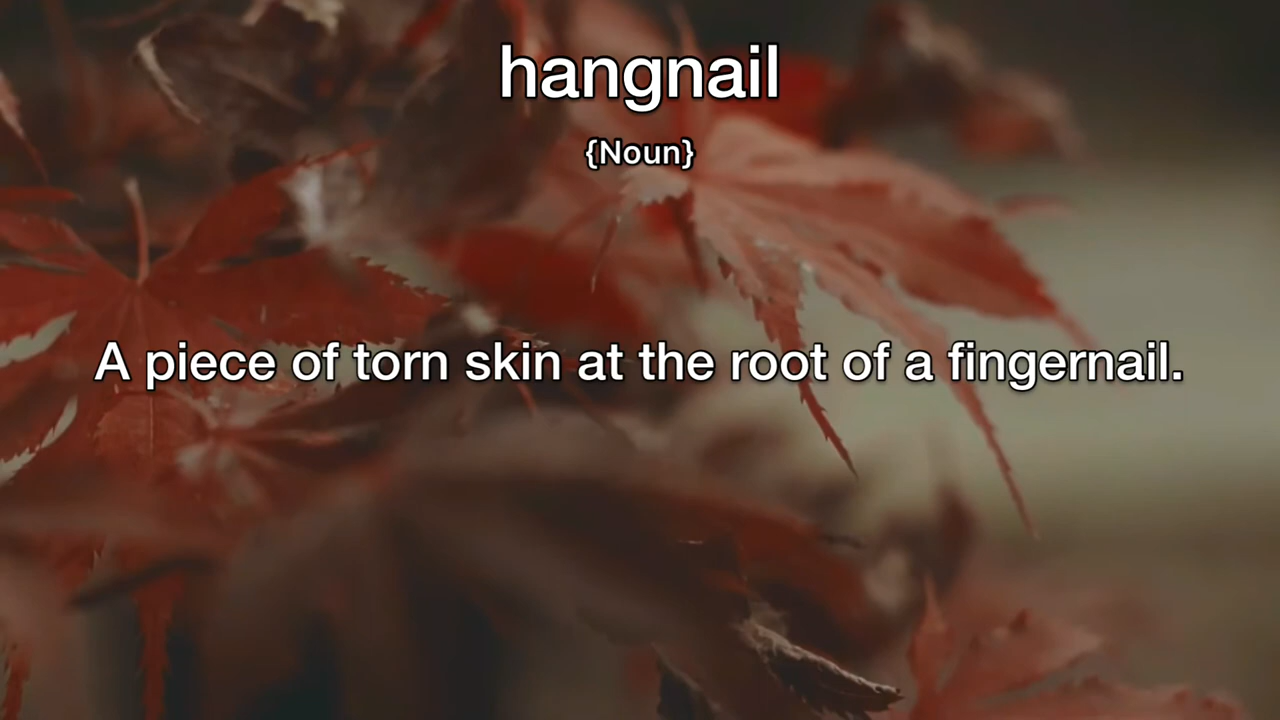 hangnail
{Noun}
A piece of torn skin at the root of a fingernail.